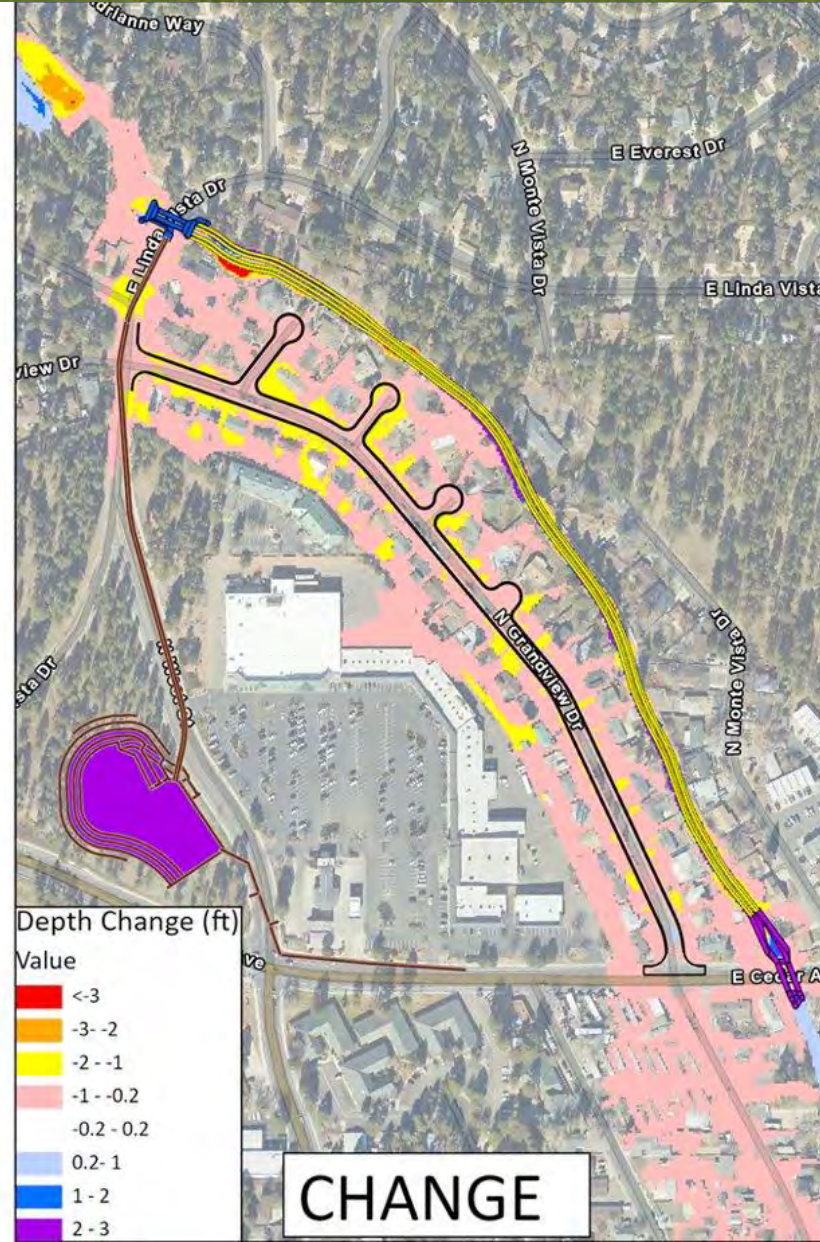 drianne Way
E Everest Dr
N Monte Vista Dr
E Linda Vista
E Linda Vista Dr
view Dr
N Grandview Dr
N Monte Vista Dr
sta Dr
ve
E Cedar A
Depth Change (ft)
Value
<-3
-3- -2
-2 - -1
-1 - -0.2
-0.2 - 0.2
0.2- 1
1 - 2
2 - 3
CHANGE